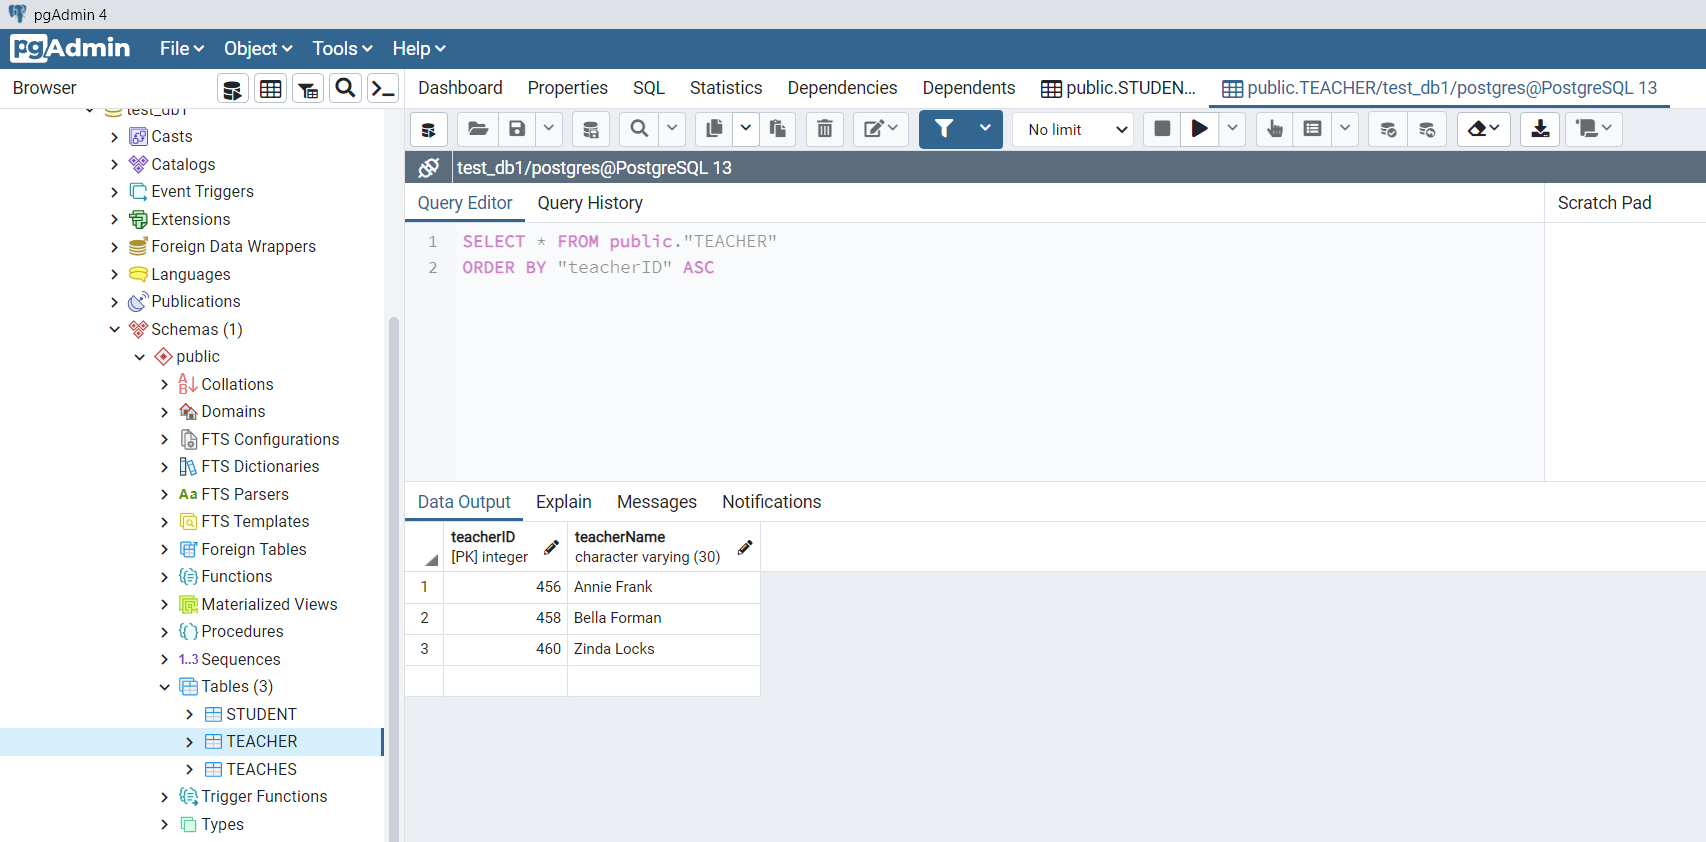 pgAdmin 4
pgAdmin File Object Tools Help
Browser
Dashboard Properties SQL Statistics Dependencies Dependents public.STUDEN... public.TEACHER/test_db1/postgres@PostgreSQL 13
No limit
test_db1/postgres@PostgreSQL 13
Query Editor Query History
Scratch Pad
1 SELECT * FROM public."TEACHER"
2 ORDER BY "teacherID" ASC
test_db1
Casts
Catalogs
Event Triggers
Extensions
Foreign Data Wrappers
Languages
Publications
Schemas (1)
public
Collations
Domains
FTS Configurations
FTS Dictionaries
Aa FTS Parsers
FTS Templates
Foreign Tables
Functions
Materialized Views
Procedures
1..3 Sequences
Tables (3)
STUDENT
TEACHER
TEACHES
Trigger Functions
Types
Data Output Explain Messages Notifications
teacherID teacherName
[PK] integer character varying (30)
1 456 Annie Frank
2 458 Bella Forman
3 460 Zinda Locks